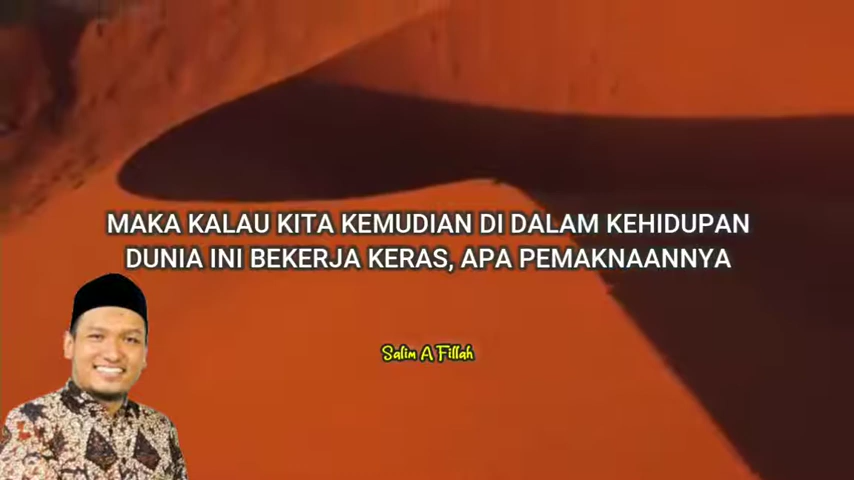 MAKA KALAU KITA KEMUDIAN DI DALAM KEHIDUPAN
DUNIA INI BEKERJA KERAS, APA PEMAKNAANNYA
Salim A Fillah